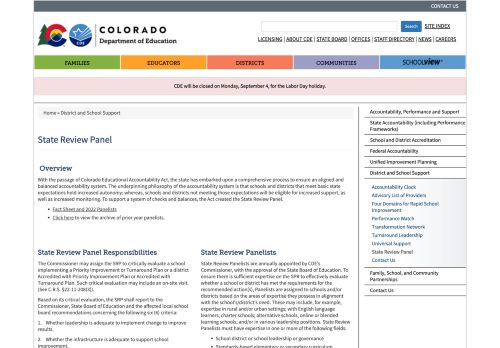 CONTACT US
COLORADO
Department of Education
CDE
Search
SITE INDEX
LICENSING | ABOUT CDE | STATE BOARD | OFFICES | STAFF DIRECTORY | NEWS | CAREERS
FAMILIES
EDUCATORS
DISTRICTS
COMMUNITIES
SCHOOLVIEW
CDE will be closed on Monday, September 4, for the Labor Day holiday.
Home » District and School Support
State Review Panel
Overview
With the passage of Colorado Educational Accountability Act, the state has embarked upon a comprehensive process to ensure an aligned and
balanced accountability system. The underpinning philosophy of the accountability system is that schools and districts that meet basic state
expectations hold increased autonomy; whereas, schools and districts not meeting those expectations will be eligible for increased support, as
well as increased monitoring. To support a system of checks and balances, the Act created the State Review Panel.
• Fact Sheet and 2022 Panelists
• Click here to view the archive of prior year panelists.
State Review Panel Responsibilities
The Commissioner may assign the SRP to critically evaluate a school
implementing a Priority Improvement or Turnaround Plan or a district
Accredited with Priority Improvement Plan or Accredited with
Turnaround Plan. Such critical evaluation may include an on-site visit.
(See C.R.S. §22-11-208(3)).
Based on its critical evaluation, the SRP shall report to the
Commissioner, State Board of Education and the affected local school
board recommendations concerning the following six (6) criteria:
1. Whether leadership is adequate to implement change to improve
results.
2. Whether the infrastructure is adequate to support school
improvement.
State Review Panelists
State Review Panelists are annually appointed by CDE's
Commissioner, with the approval of the State Board of Education. To
ensure there is sufficient expertise on the SRP to effectively evaluate
whether a school or district has met the requirements for the
recommended action(s), Panelists are assigned to schools and/or
districts based on the areas of expertise they possess in alignment
with the school's/district's need. These may include, for example,
expertise in rural and/or urban settings; with English language
learners; charter schools; alternative schools, online or blended
learning schools; and/or in various leadership positions. State Review
Panelists must have expertise in one or more of the following fields
• School district or school leadership or governance
• Standards-based elementary or secondary curriculum
Accountability, Performance and Support
State Accountability (including Performance
Frameworks)
School and District Accreditation
Federal Accountability
Unified Improvement Planning
District and School Support
Accountability Clock
Advisory List of Providers
Four Domains for Rapid School
Improvement
Performance Watch
Transformation Network
Turnaround Leadership
Universal Support
State Review Panel
Contact Us
Family, School, and Community
Partnerships
Contact Us